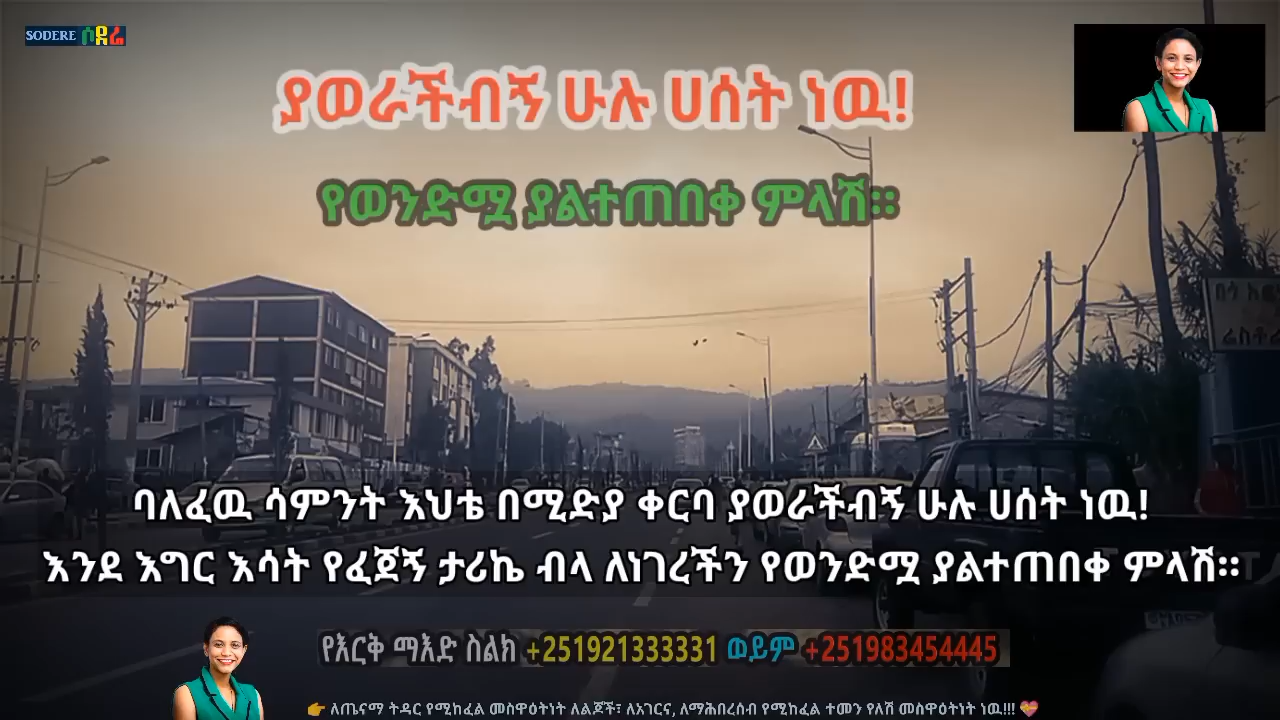 SODERE ሶደሬ
ያወራችብኝ ሁሉ ሀሰት ነዉ!
የወንድሟ ያልተጠበቀ ምላሽ።
ባለፈዉ ሳምንት እህቴ በሚድያ ቀርባ ያወራችብኝ ሁሉ ሀሰት ነዉ!
እንደ እግር እሳት የፈጀኝ ታሪኬ ብላ ለነገረችን የወንድሟ ያልተጠበቀ ምላሽ።
የእርቅ ማእድ ስልክ +251921333331 ወይም +251983454445
👉 ለጤናማ ትዳር የሚከፈል መስዋዕትነት ለልጆች፣ ለአገርና, ለማሕበረሰብ የሚከፈል ተመን የለሽ መስዋዕትነት ነዉ!!! 💝